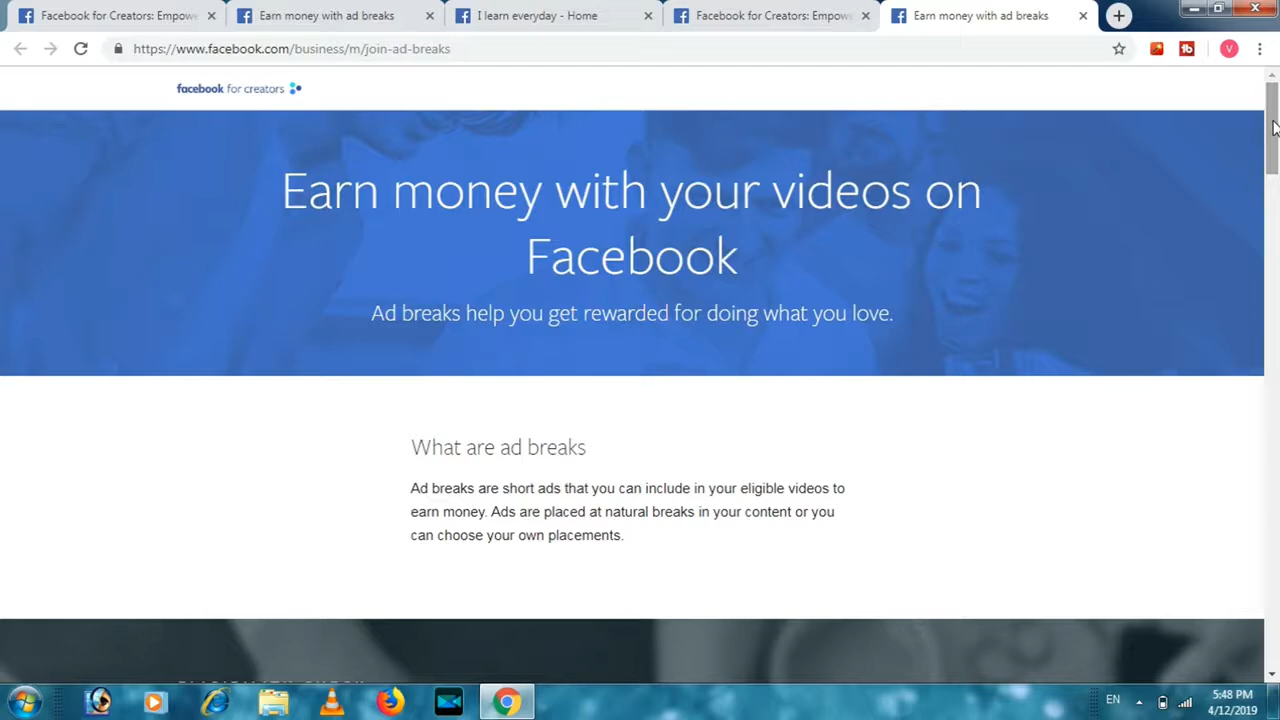 Facebook for Creators: Empowe
Earn money with ad breaks
I learn everyday - Home
Facebook for Creators: Empowe
Earn money with ad breaks
https://www.facebook.com/business/m/join-ad-breaks
V
facebook for creators
Earn money with your videos on
Facebook
Ad breaks help you get rewarded for doing what you love.
What are ad breaks
Ad breaks are short ads that you can include in your eligible videos to
earn money. Ads are placed at natural breaks in your content or you
can choose your own placements.
EN
5:48 PM
4/12/2019